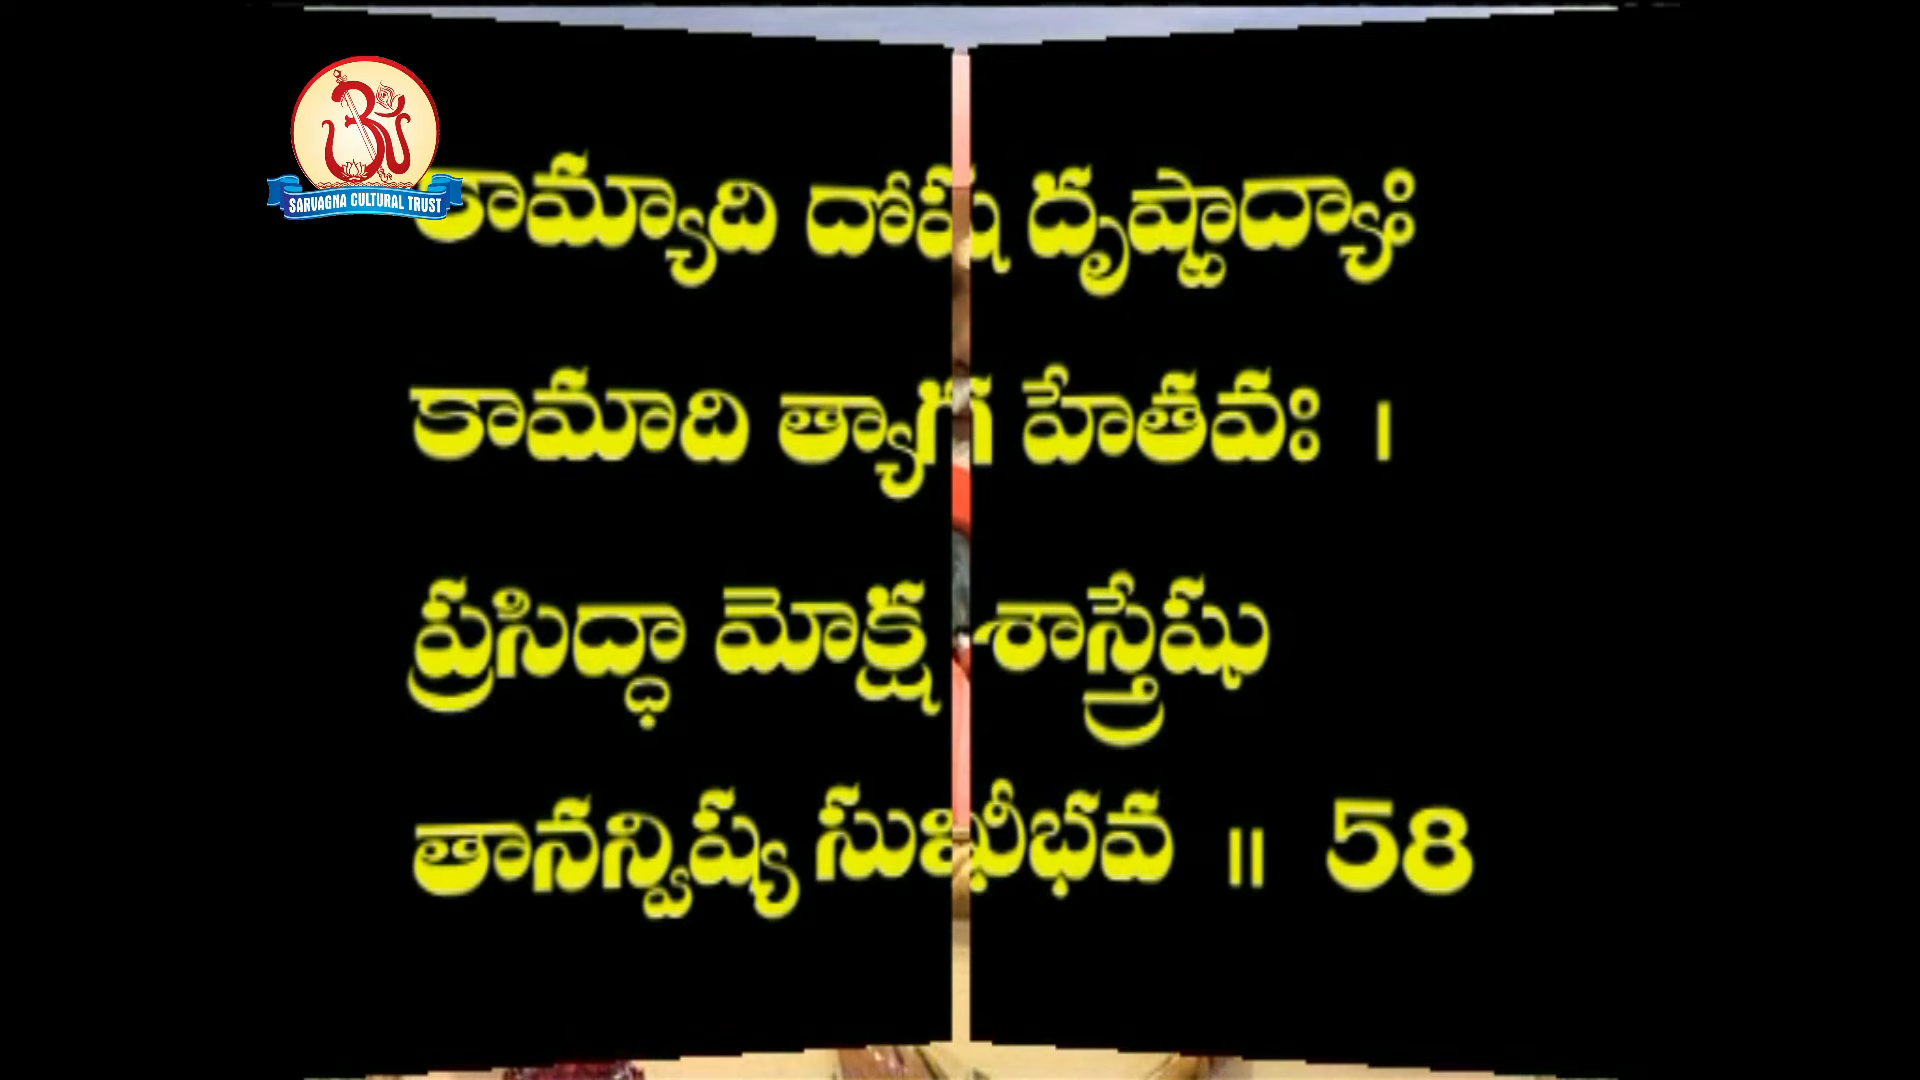 SARVAGNA CULTURAL TRUST
కామ్యాది దోష దృష్టాద్యాః
కామాది త్యాగ హేతవః ।
ప్రసిద్ధా మోక్ష శాస్త్రేషు
తానన్విష్య సుఖీభవ ॥ 58